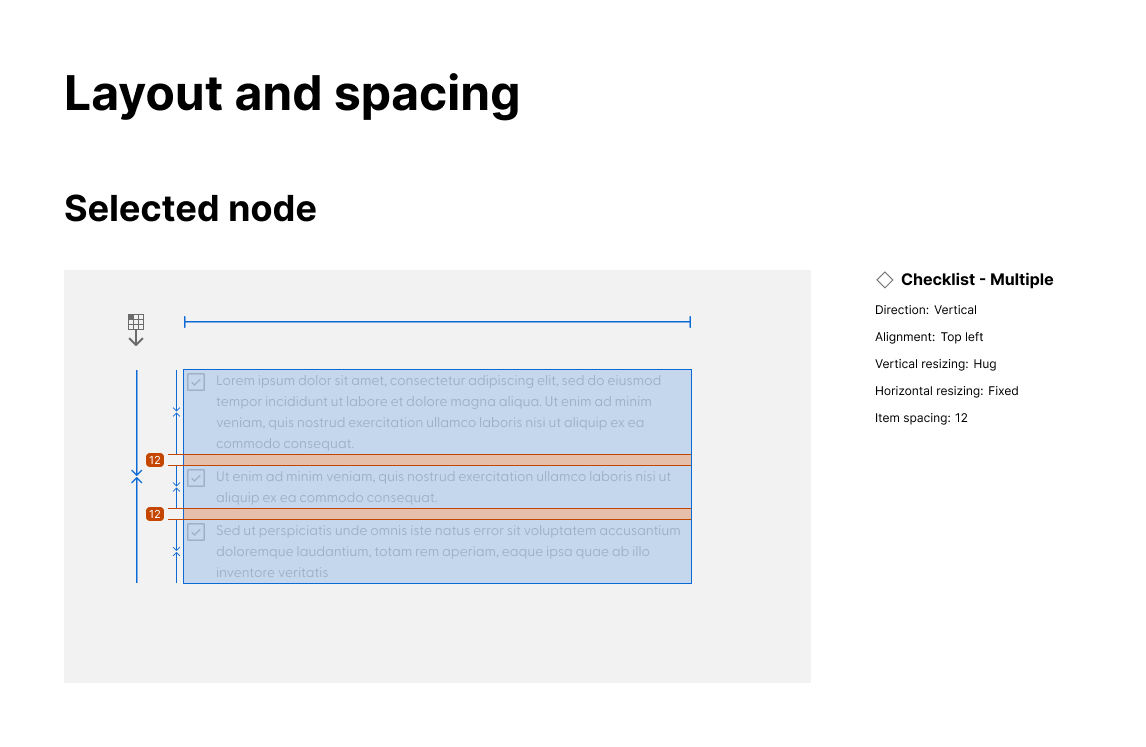 Layout and spacing
Selected node
Checklist - Multiple
Direction: Vertical
Alignment: Top left
Vertical resizing: Hug
Horizontal resizing: Fixed
Item spacing: 12
Lorem ipsum dolor sit amet, consectetur adipiscing elit, sed do eiusmod
tempor incididunt ut labore et dolore magna aliqua. Ut enim ad minim
veniam, quis nostrud exercitation ullamco laboris nisi ut aliquip ex ea
commodo consequat.
12
Ut enim ad minim veniam, quis nostrud exercitation ullamco laboris nisi ut
aliquip ex ea commodo consequat.
12
Sed ut perspiciatis unde omnis iste natus error sit voluptatem accusantium
doloremque laudantium, totam rem aperiam, eaque ipsa quae ab illo
inventore veritatis